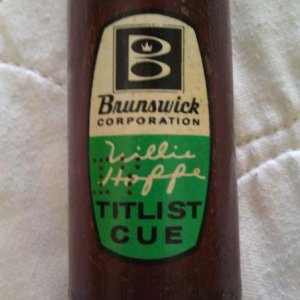 B
Brunswick
CORPORATION
Willie
Hoppe
TITLIST
CUE